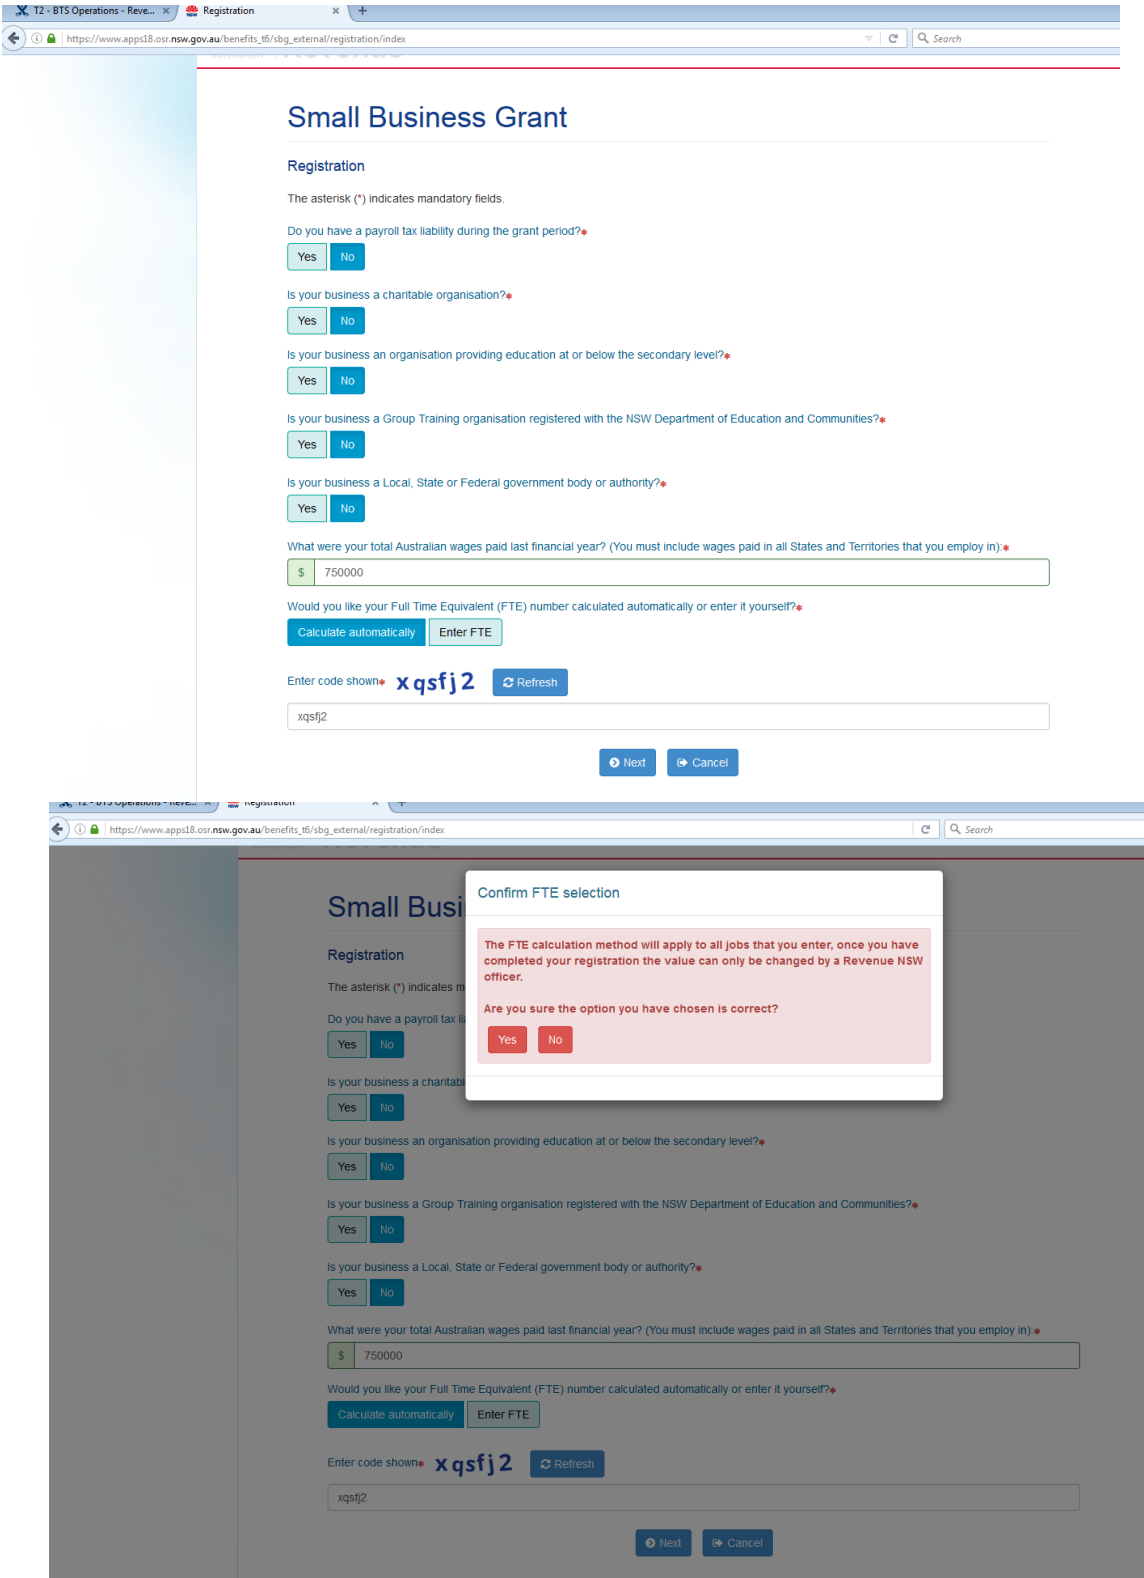 T2 - BTS Operations - Reve... × Registration × +
https://www.apps18.osr.nsw.gov.au/benefits_t6/sbg_external/registration/index Search
Small Business Grant
Registration
The asterisk (*) indicates mandatory fields.
Do you have a payroll tax liability during the grant period?*
Yes No
Is your business a charitable organisation?*
Yes No
Is your business an organisation providing education at or below the secondary level?*
Yes No
Is your business a Group Training organisation registered with the NSW Department of Education and Communities?*
Yes No
Is your business a Local, State or Federal government body or authority?*
Yes No
What were your total Australian wages paid last financial year? (You must include wages paid in all States and Territories that you employ in):*
$ 750000
Would you like your Full Time Equivalent (FTE) number calculated automatically or enter it yourself?*
Calculate automatically Enter FTE
Enter code shown* xqsfj2 Refresh
xqsfj2
Next Cancel
T2 - BTS Operations - Reve... × Registration × +
https://www.apps18.osr.nsw.gov.au/benefits_t6/sbg_external/registration/index Search
Confirm FTE selection
The FTE calculation method will apply to all jobs that you enter, once you have
completed your registration the value can only be changed by a Revenue NSW
officer.
Are you sure the option you have chosen is correct?
Yes No
Small Busi
Registration
The asterisk (*) indicates m
Do you have a payroll tax lia
Yes No
Is your business a charitabl
Yes No
Is your business an organisation providing education at or below the secondary level?*
Yes No
Is your business a Group Training organisation registered with the NSW Department of Education and Communities?*
Yes No
Is your business a Local, State or Federal government body or authority?*
Yes No
What were your total Australian wages paid last financial year? (You must include wages paid in all States and Territories that you employ in):*
$ 750000
Would you like your Full Time Equivalent (FTE) number calculated automatically or enter it yourself?*
Calculate automatically Enter FTE
Enter code shown* xqsfj2 Refresh
xqsfj2
Next Cancel